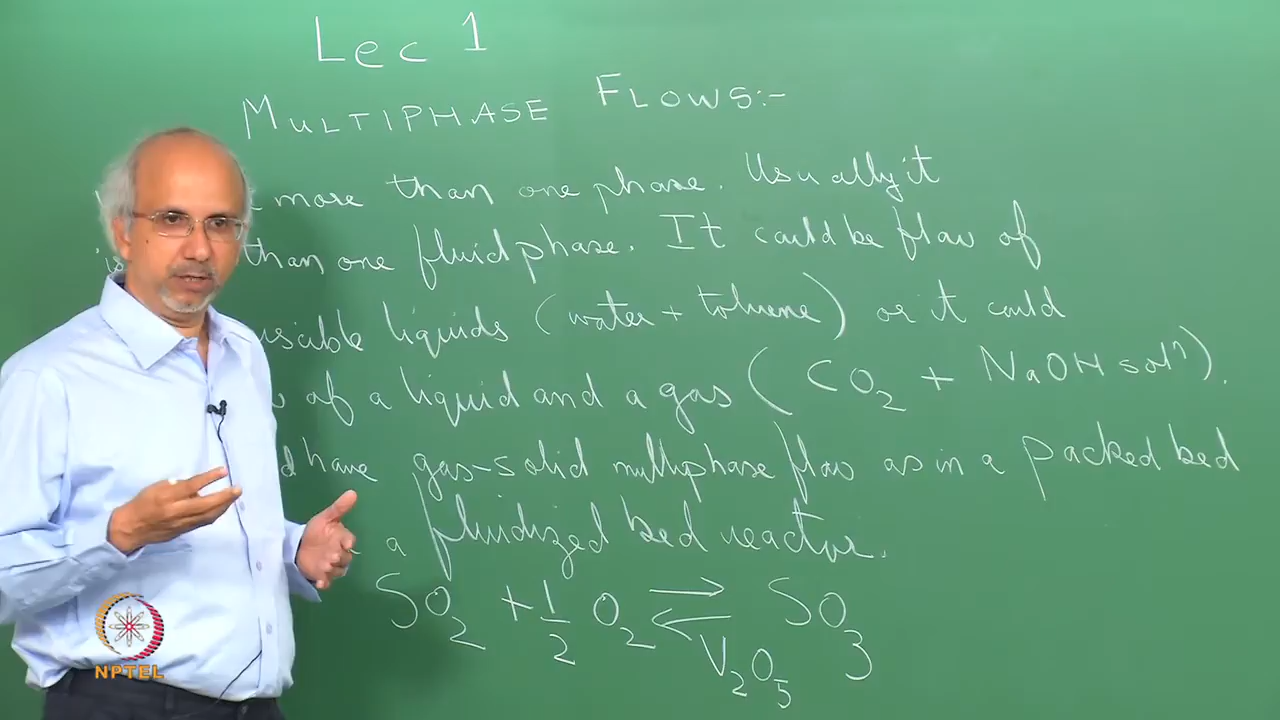 Lec 1
MULTIPHASE FLOWS:-
more than one phase. Usually it
is than one fluid phase. It could be flow of
liquids (water + toluene) or it could
of a liquid and a gas (CO2 + NaOH solⁿ).
have gas-solid multiphase flow as in a packed bed
a fluidized bed reactor.
SO2 + 1/2 O2 ⇌ SO3
V2O5
NPTEL